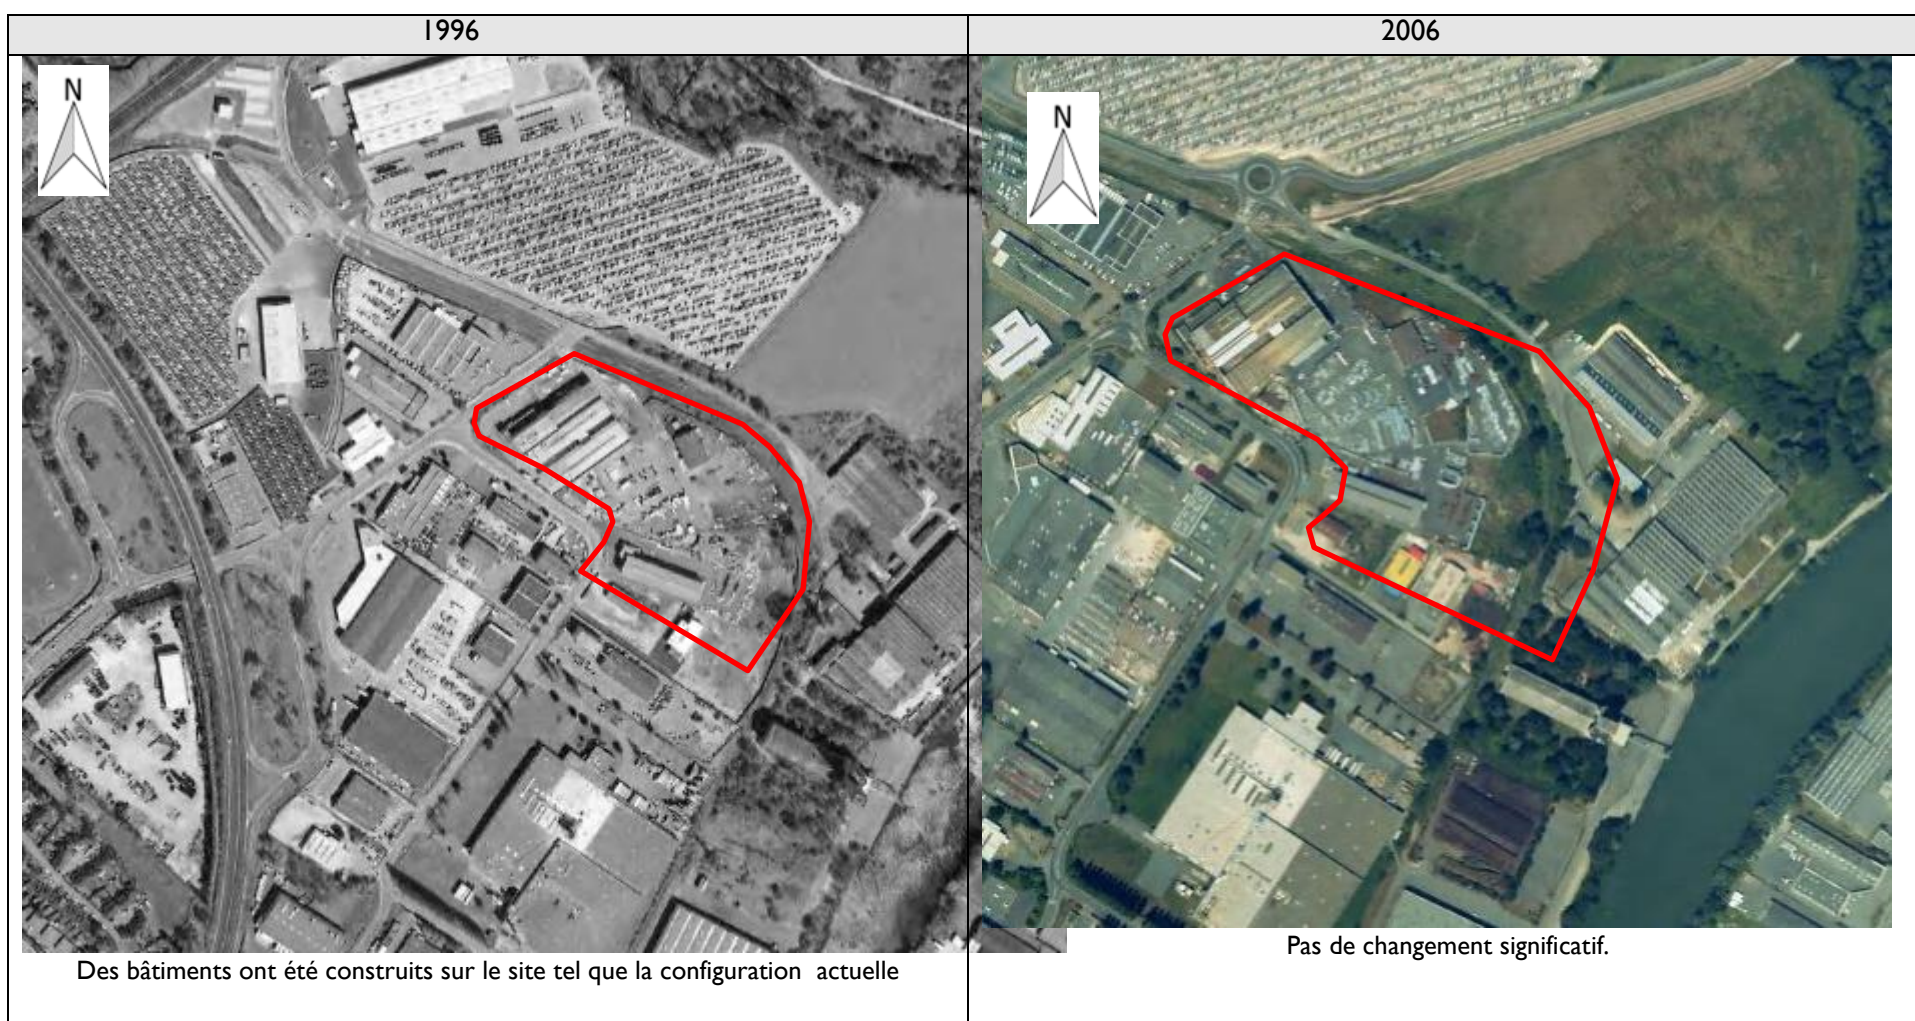 1996
2006
N
N
Des bâtiments ont été construits sur le site tel que la configuration actuelle
Pas de changement significatif.